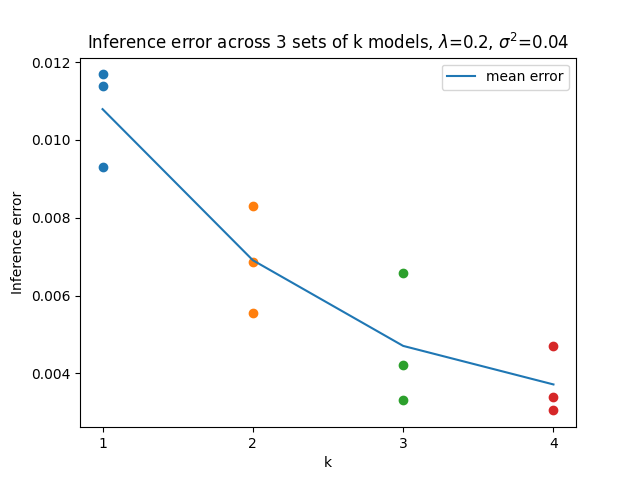 Inference error across 3 sets of k models, λ=0.2, σ²=0.04
mean error
0.012
0.010
0.008
0.006
0.004
Inference error
1 2 3 4
k